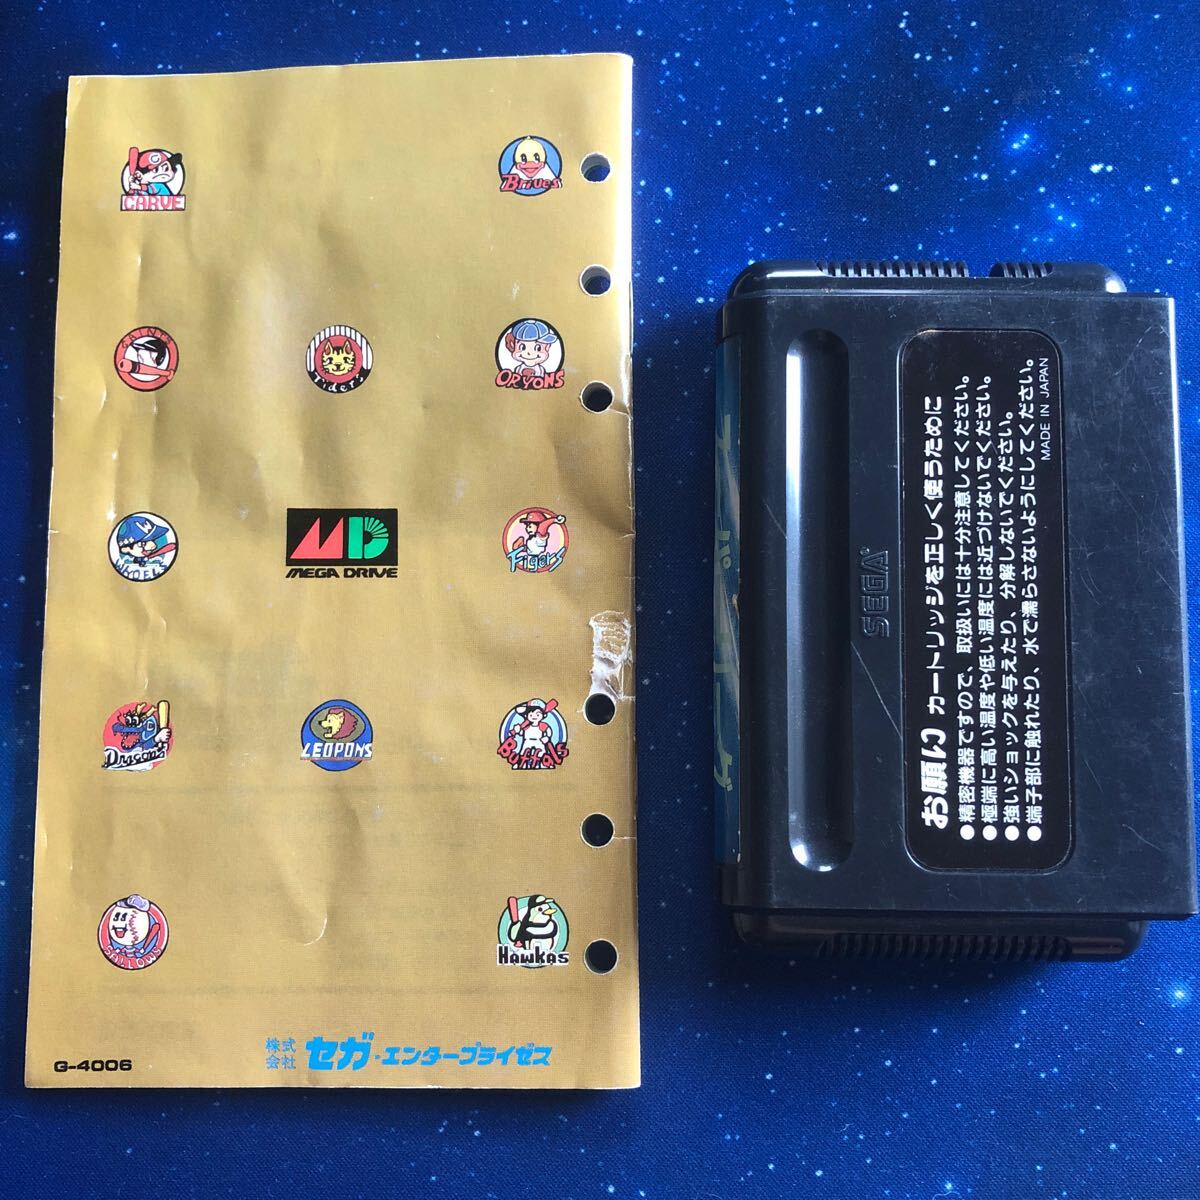 CARVE
Brives
GAINTS
Tider's
ORYONS
W
WHOELS
MEGA DRIVE
Figers
Dragons
LEOPONS
Buffals
SALLOWS
HawKas
G-4006
株式会社 セガ・エンタープライゼス
SEGA
お願い カートリッジを正しく使うために
●精密機器ですので、取扱いには十分注意してください。
●極端に高い温度や低い温度には近づけないでください。
●強いショックを与えたり、分解しないでください。
●端子部に触れたり、水で濡らさないようにしてください。
MADE IN JAPAN